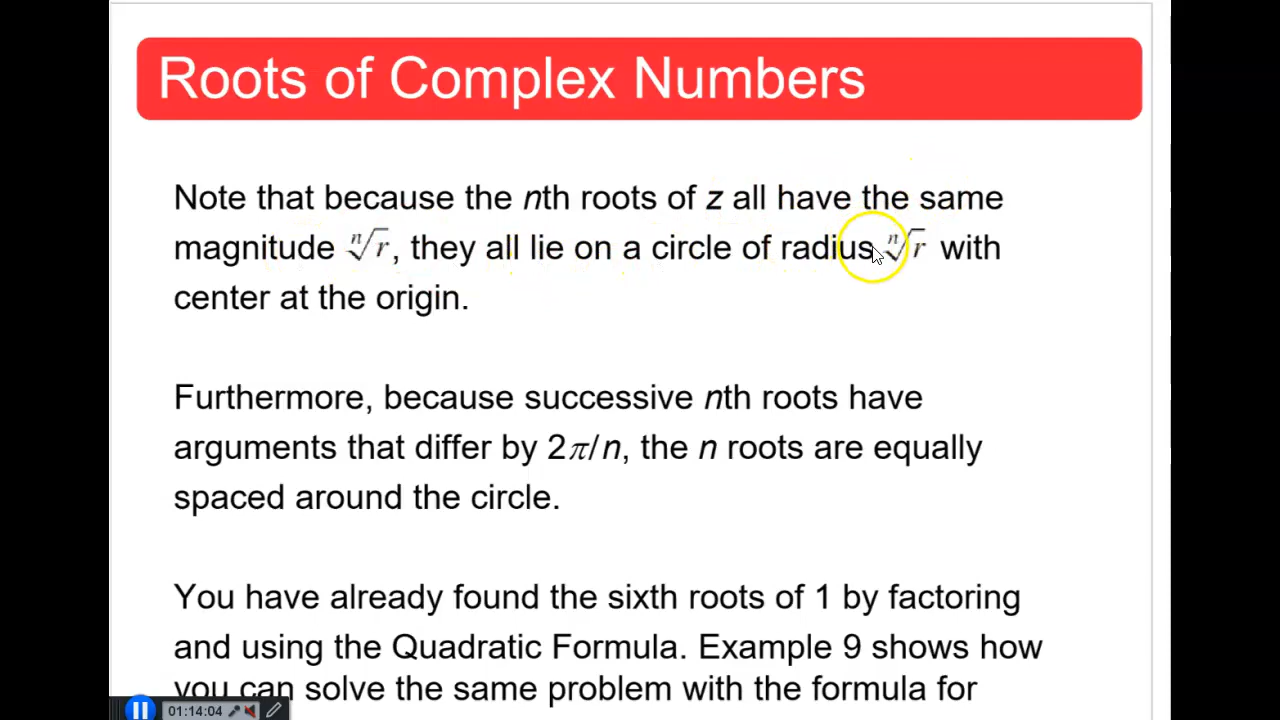 Roots of Complex Numbers
Note that because the nth roots of z all have the same
magnitude ⁿ√r, they all lie on a circle of radius ⁿ√r with
center at the origin.
Furthermore, because successive nth roots have
arguments that differ by 2π/n, the n roots are equally
spaced around the circle.
You have already found the sixth roots of 1 by factoring
and using the Quadratic Formula. Example 9 shows how
you can solve the same problem with the formula for
01:14:04